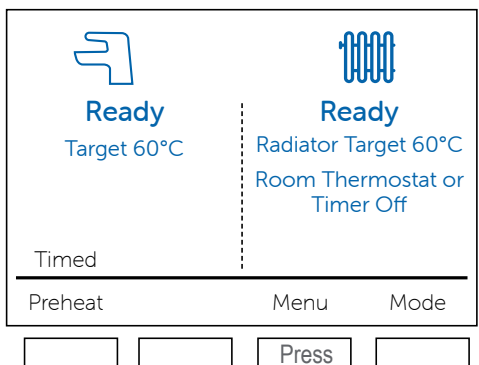 Ready
Target 60°C
Ready
Radiator Target 60°C
Room Thermostat or
Timer Off
Timed
Preheat
Menu
Mode
Press